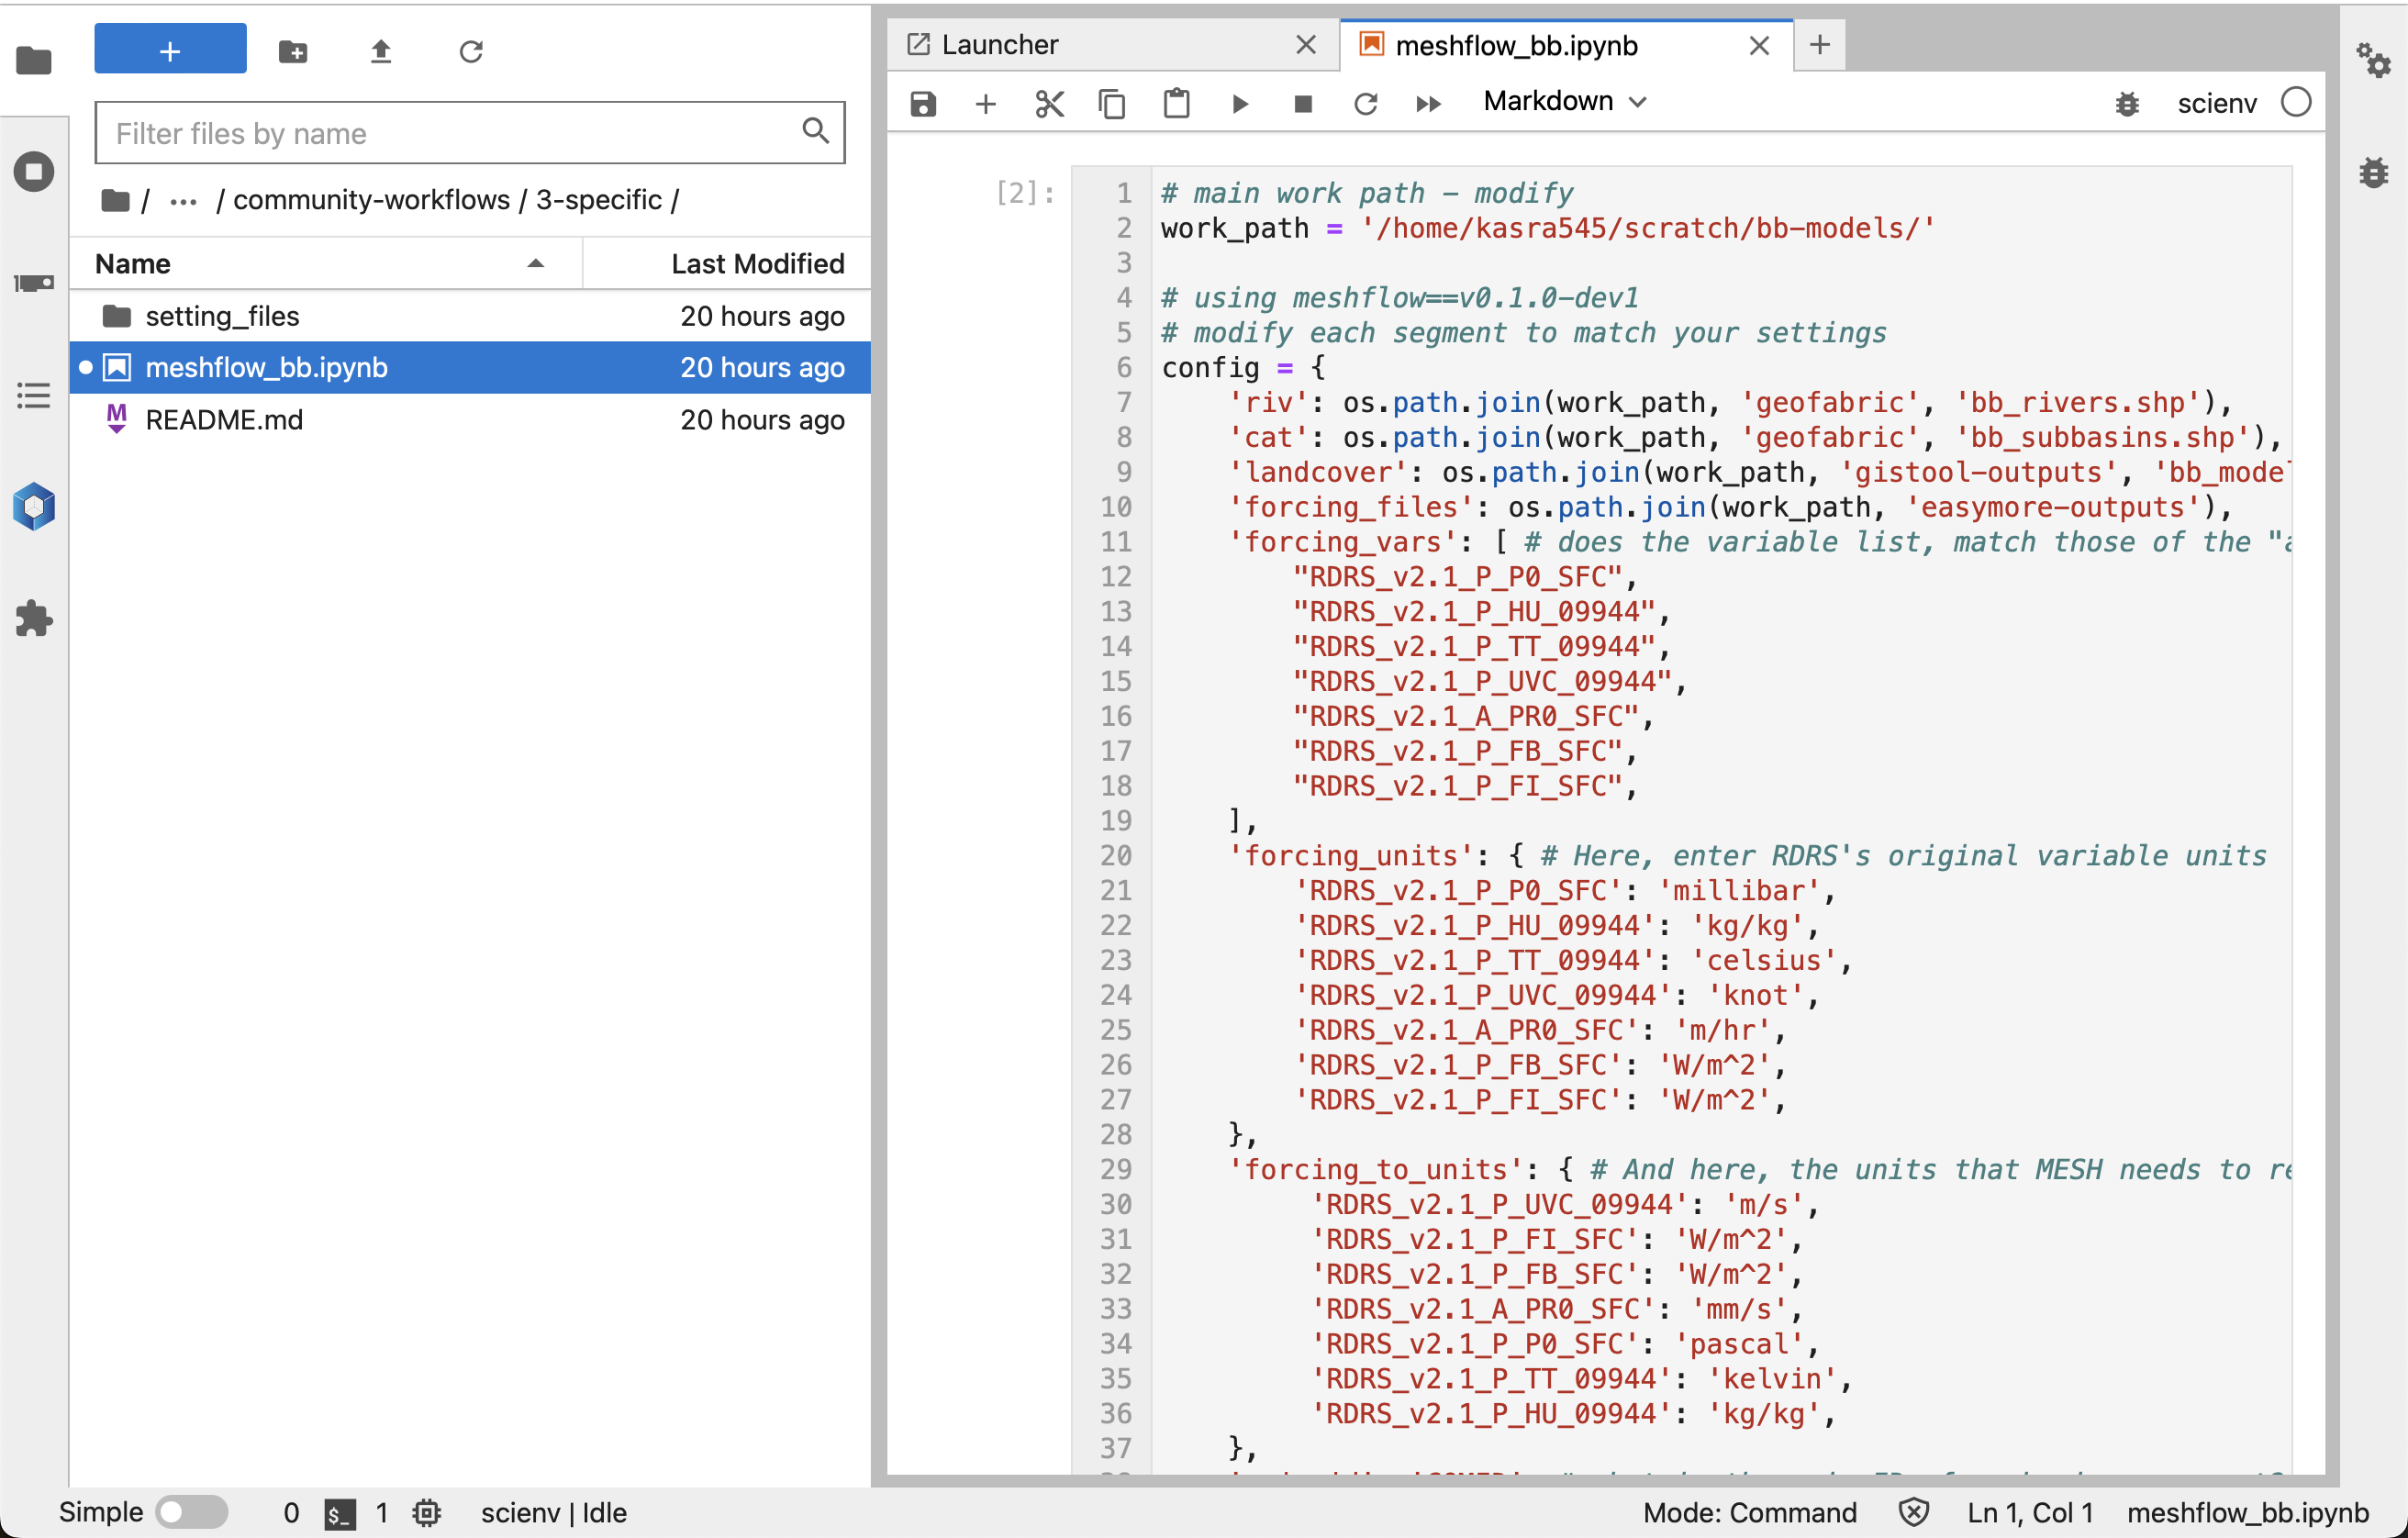 +
Filter files by name
/ ··· / community-workflows / 3-specific /
Name Last Modified
setting_files 20 hours ago
meshflow_bb.ipynb 20 hours ago
M README.md 20 hours ago
Launcher
meshflow_bb.ipynb
Markdown
scienv
[2]:
1 # main work path - modify
2 work_path = '/home/kasra545/scratch/bb-models/'
3
4 # using meshflow==v0.1.0-dev1
5 # modify each segment to match your settings
6 config = {
7 'riv': os.path.join(work_path, 'geofabric', 'bb_rivers.shp'),
8 'cat': os.path.join(work_path, 'geofabric', 'bb_subbasins.shp'),
9 'landcover': os.path.join(work_path, 'gistool-outputs', 'bb_mode
10 'forcing_files': os.path.join(work_path, 'easymore-outputs'),
11 'forcing_vars': [ # does the variable list, match those of the "
12 "RDRS_v2.1_P_P0_SFC",
13 "RDRS_v2.1_P_HU_09944",
14 "RDRS_v2.1_P_TT_09944",
15 "RDRS_v2.1_P_UVC_09944",
16 "RDRS_v2.1_A_PR0_SFC",
17 "RDRS_v2.1_P_FB_SFC",
18 "RDRS_v2.1_P_FI_SFC",
19 ],
20 'forcing_units': { # Here, enter RDRS's original variable units
21 'RDRS_v2.1_P_P0_SFC': 'millibar',
22 'RDRS_v2.1_P_HU_09944': 'kg/kg',
23 'RDRS_v2.1_P_TT_09944': 'celsius',
24 'RDRS_v2.1_P_UVC_09944': 'knot',
25 'RDRS_v2.1_A_PR0_SFC': 'm/hr',
26 'RDRS_v2.1_P_FB_SFC': 'W/m^2',
27 'RDRS_v2.1_P_FI_SFC': 'W/m^2',
28 },
29 'forcing_to_units': { # And here, the units that MESH needs to re
30 'RDRS_v2.1_P_UVC_09944': 'm/s',
31 'RDRS_v2.1_P_FI_SFC': 'W/m^2',
32 'RDRS_v2.1_P_FB_SFC': 'W/m^2',
33 'RDRS_v2.1_A_PR0_SFC': 'mm/s',
34 'RDRS_v2.1_P_P0_SFC': 'pascal',
35 'RDRS_v2.1_P_TT_09944': 'kelvin',
36 'RDRS_v2.1_P_HU_09944': 'kg/kg',
37 },
Simple 0 $_ 1 scienv | Idle Mode: Command Ln 1, Col 1 meshflow_bb.ipynb